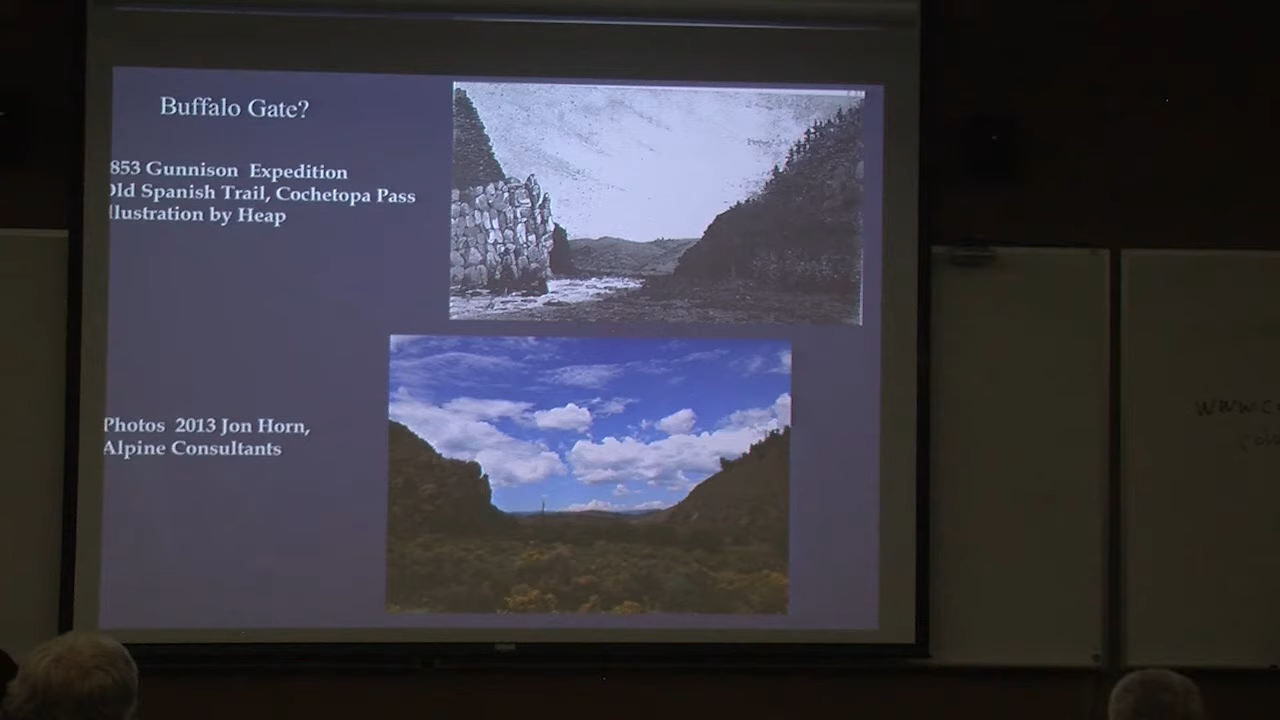 Buffalo Gate?
853 Gunnison Expedition
Old Spanish Trail, Cochetopa Pass
llustration by Heap
Photos 2013 Jon Horn,
Alpine Consultants